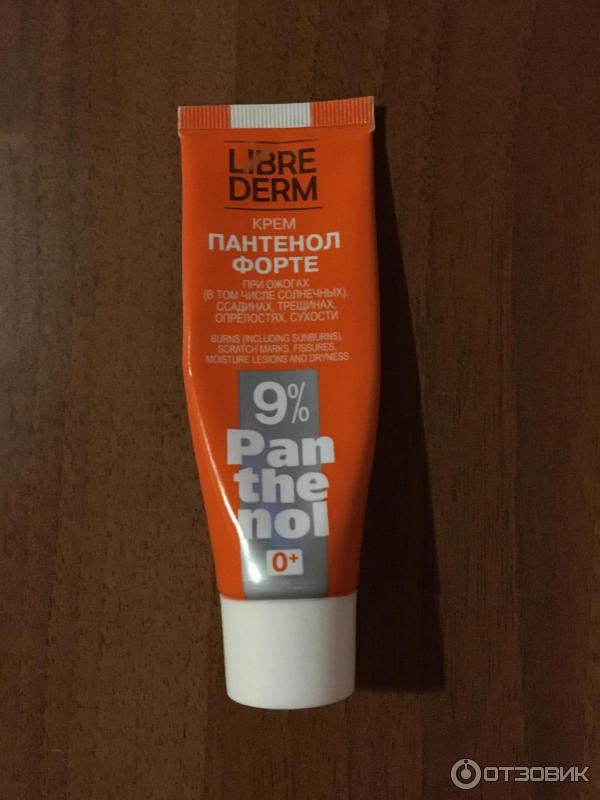 LIBRE
DERM
КРЕМ
ПАНТЕНОЛ
ФОРТЕ
ПРИ ОЖОГАХ
(В ТОМ ЧИСЛЕ СОЛНЕЧНЫХ),
ССАДИНАХ, ТРЕЩИНАХ,
ОПРЕЛОСТЯХ, СУХОСТИ
BURNS (INCLUDING SUNBURNS),
SCRATCH MARKS, FISSURES,
MOISTURE LESIONS AND DRYNESS
9%
Pan
the
nol
0+
ОТЗОВИК